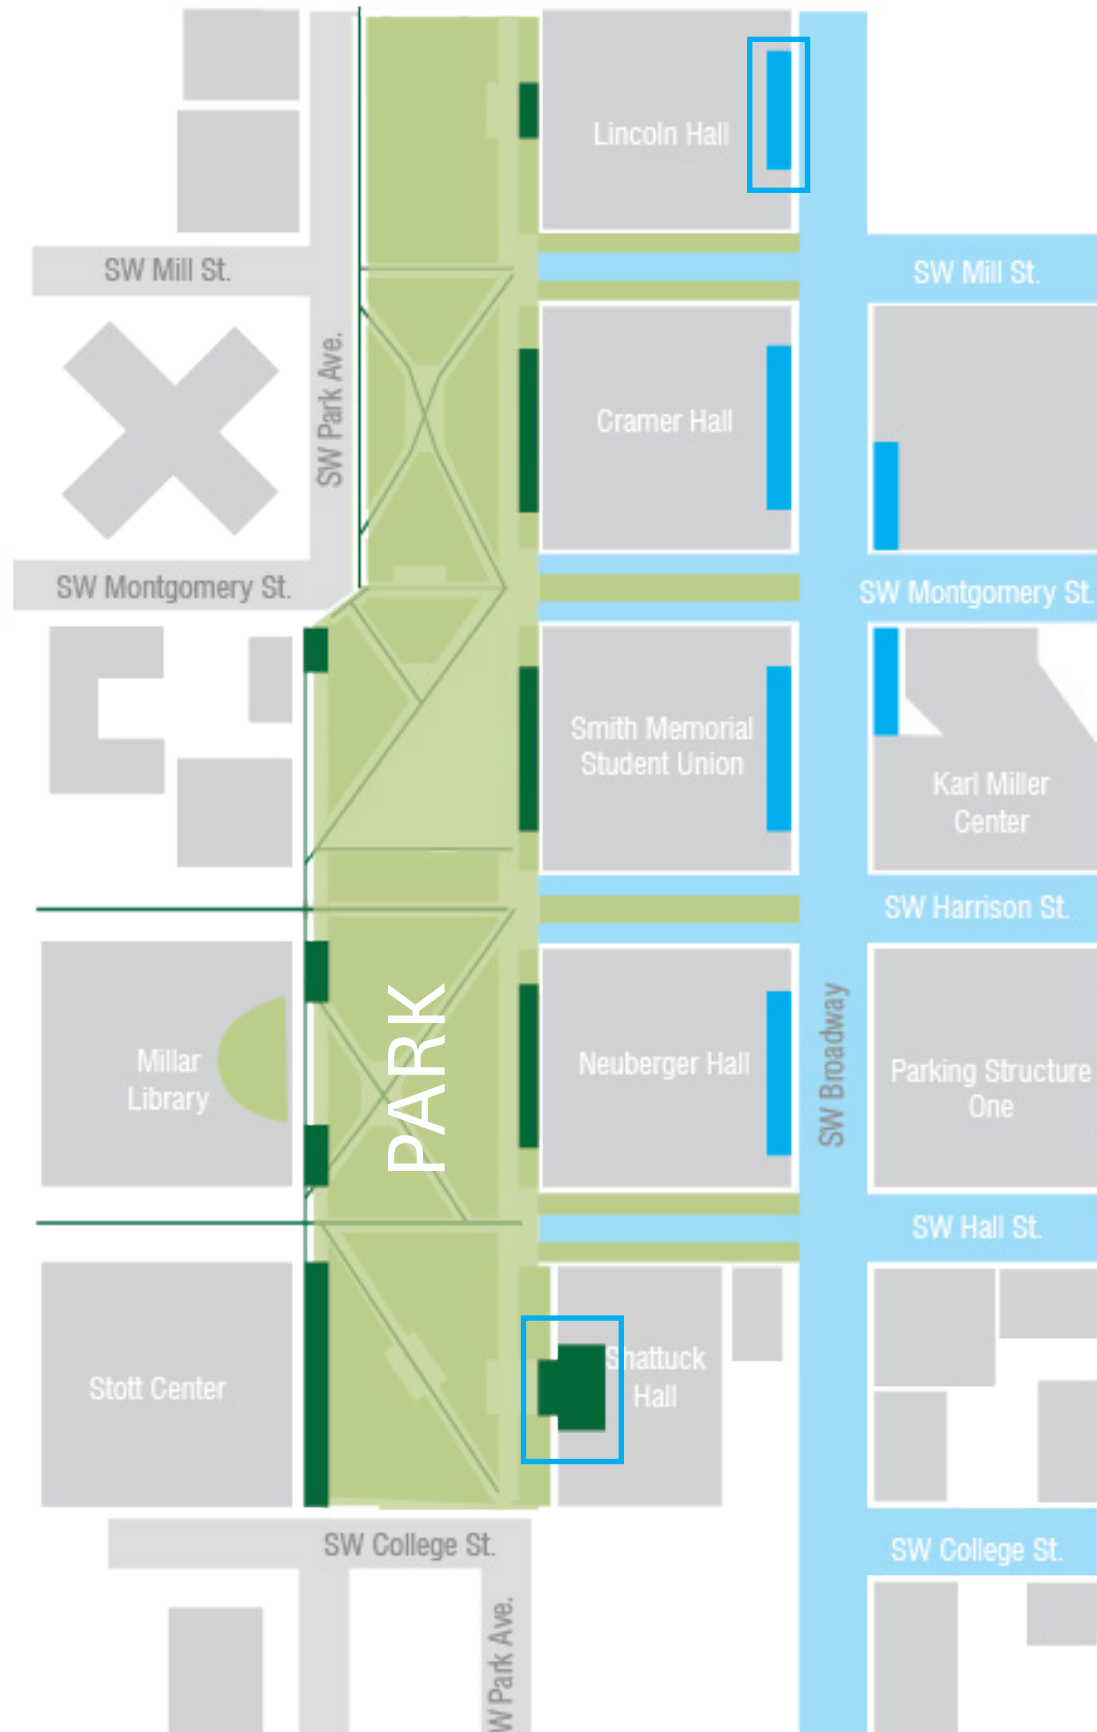 Lincoln Hall
SW Mill St.
SW Mill St.
SW Park Ave.
Cramer Hall
SW Montgomery St.
SW Montgomery St.
Smith Memorial
Student Union
Karl Miller
Center
SW Harrison St.
PARK
Millar
Library
Neuberger Hall
SW Broadway
Parking Structure
One
SW Hall St.
Stott Center
Shattuck
Hall
SW College St.
SW College St.
W Park Ave.